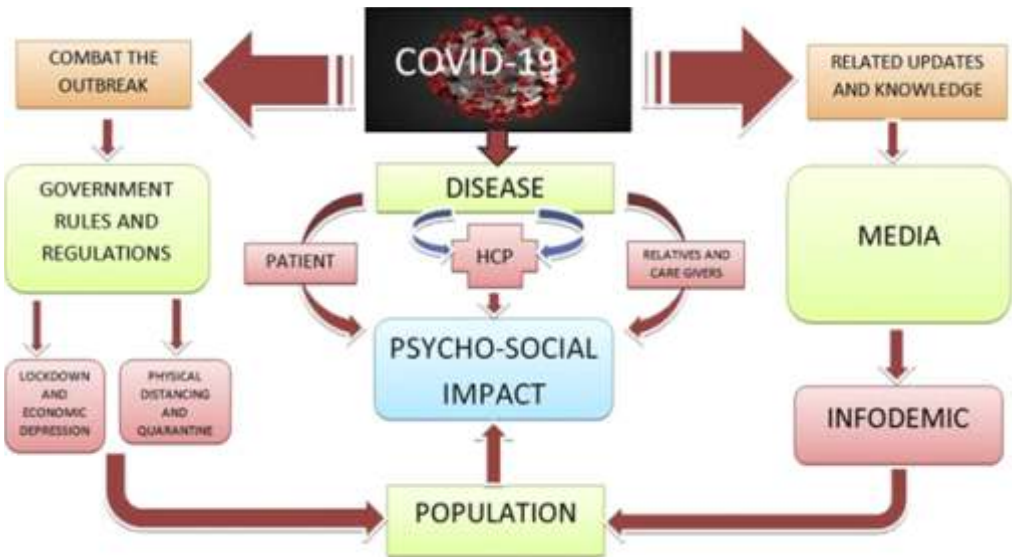 COVID-19
COMBAT THE
OUTBREAK
RELATED UPDATES
AND KNOWLEDGE
GOVERNMENT
RULES AND
REGULATIONS
DISEASE
MEDIA
PATIENT
HCP
RELATIVES AND
CARE GIVERS
PSYCHO-SOCIAL
IMPACT
LOCKDOWN
AND
ECONOMIC
DEPRESSION
PHYSICAL
DISTANCING
AND
QUARANTINE
INFODEMIC
POPULATION